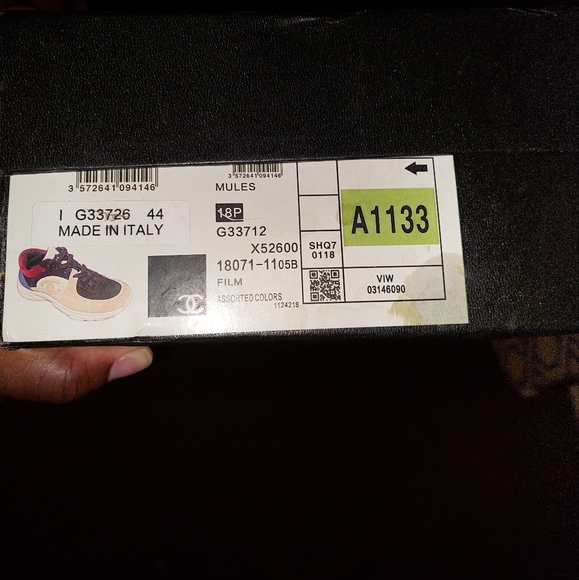 3 572641 094146
I G33726 44
MADE IN ITALY
3 572641 094146
MULES
18P
G33712
X52600
18071-1105B
FILM
ASSORTED COLORS
1124218
SHQ7
0118
A1133
VIW
03146090